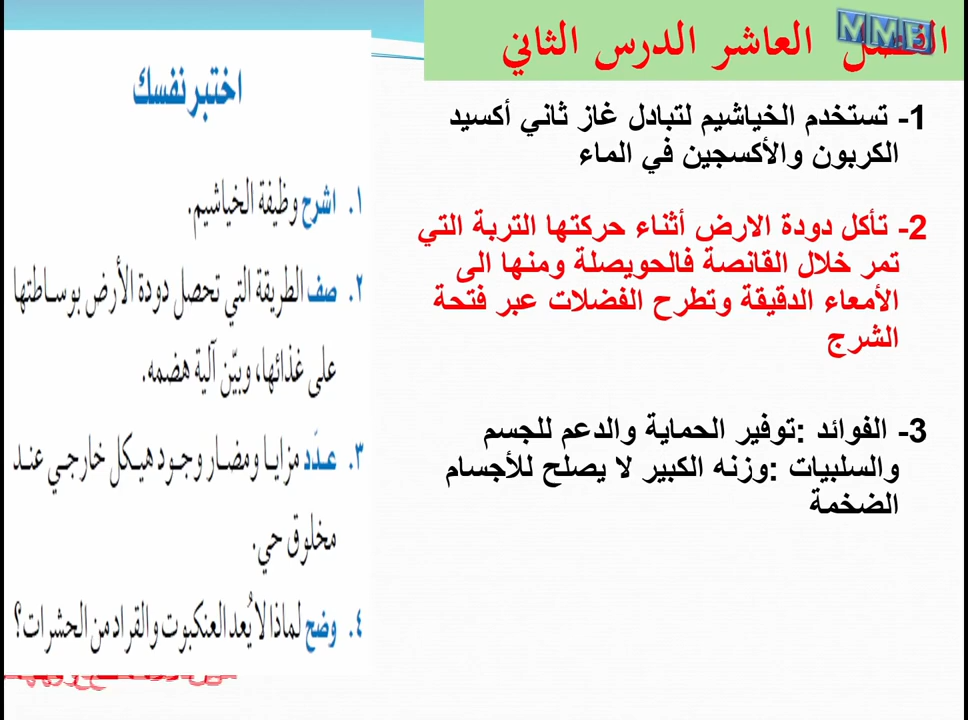 الفصل العاشر الدرس الثاني
MME
1- تستخدم الخياشيم لتبادل غاز ثاني أكسيد
الكربون والأكسجين في الماء
2- تأكل دودة الارض أثناء حركتها التربة التي
تمر خلال القانصة فالحويصلة ومنها الى
الأمعاء الدقيقة وتطرح الفضلات عبر فتحة
الشرج
3- الفوائد :توفير الحماية والدعم للجسم
والسلبيات :وزنه الكبير لا يصلح للأجسام
الضخمة
اختبر نفسك
١. اشرح وظيفة الخياشيم.
٢. صف الطريقة التي تحصل دودة الأرض بوساطتها
على غذائها، وبيّن آلية هضمه.
٣. عدّد مزايا ومضار وجود هيكل خارجي عند
مخلوق حي.
٤. وضح لماذا لا يُعد العنكبوت والقراد من الحشرات؟